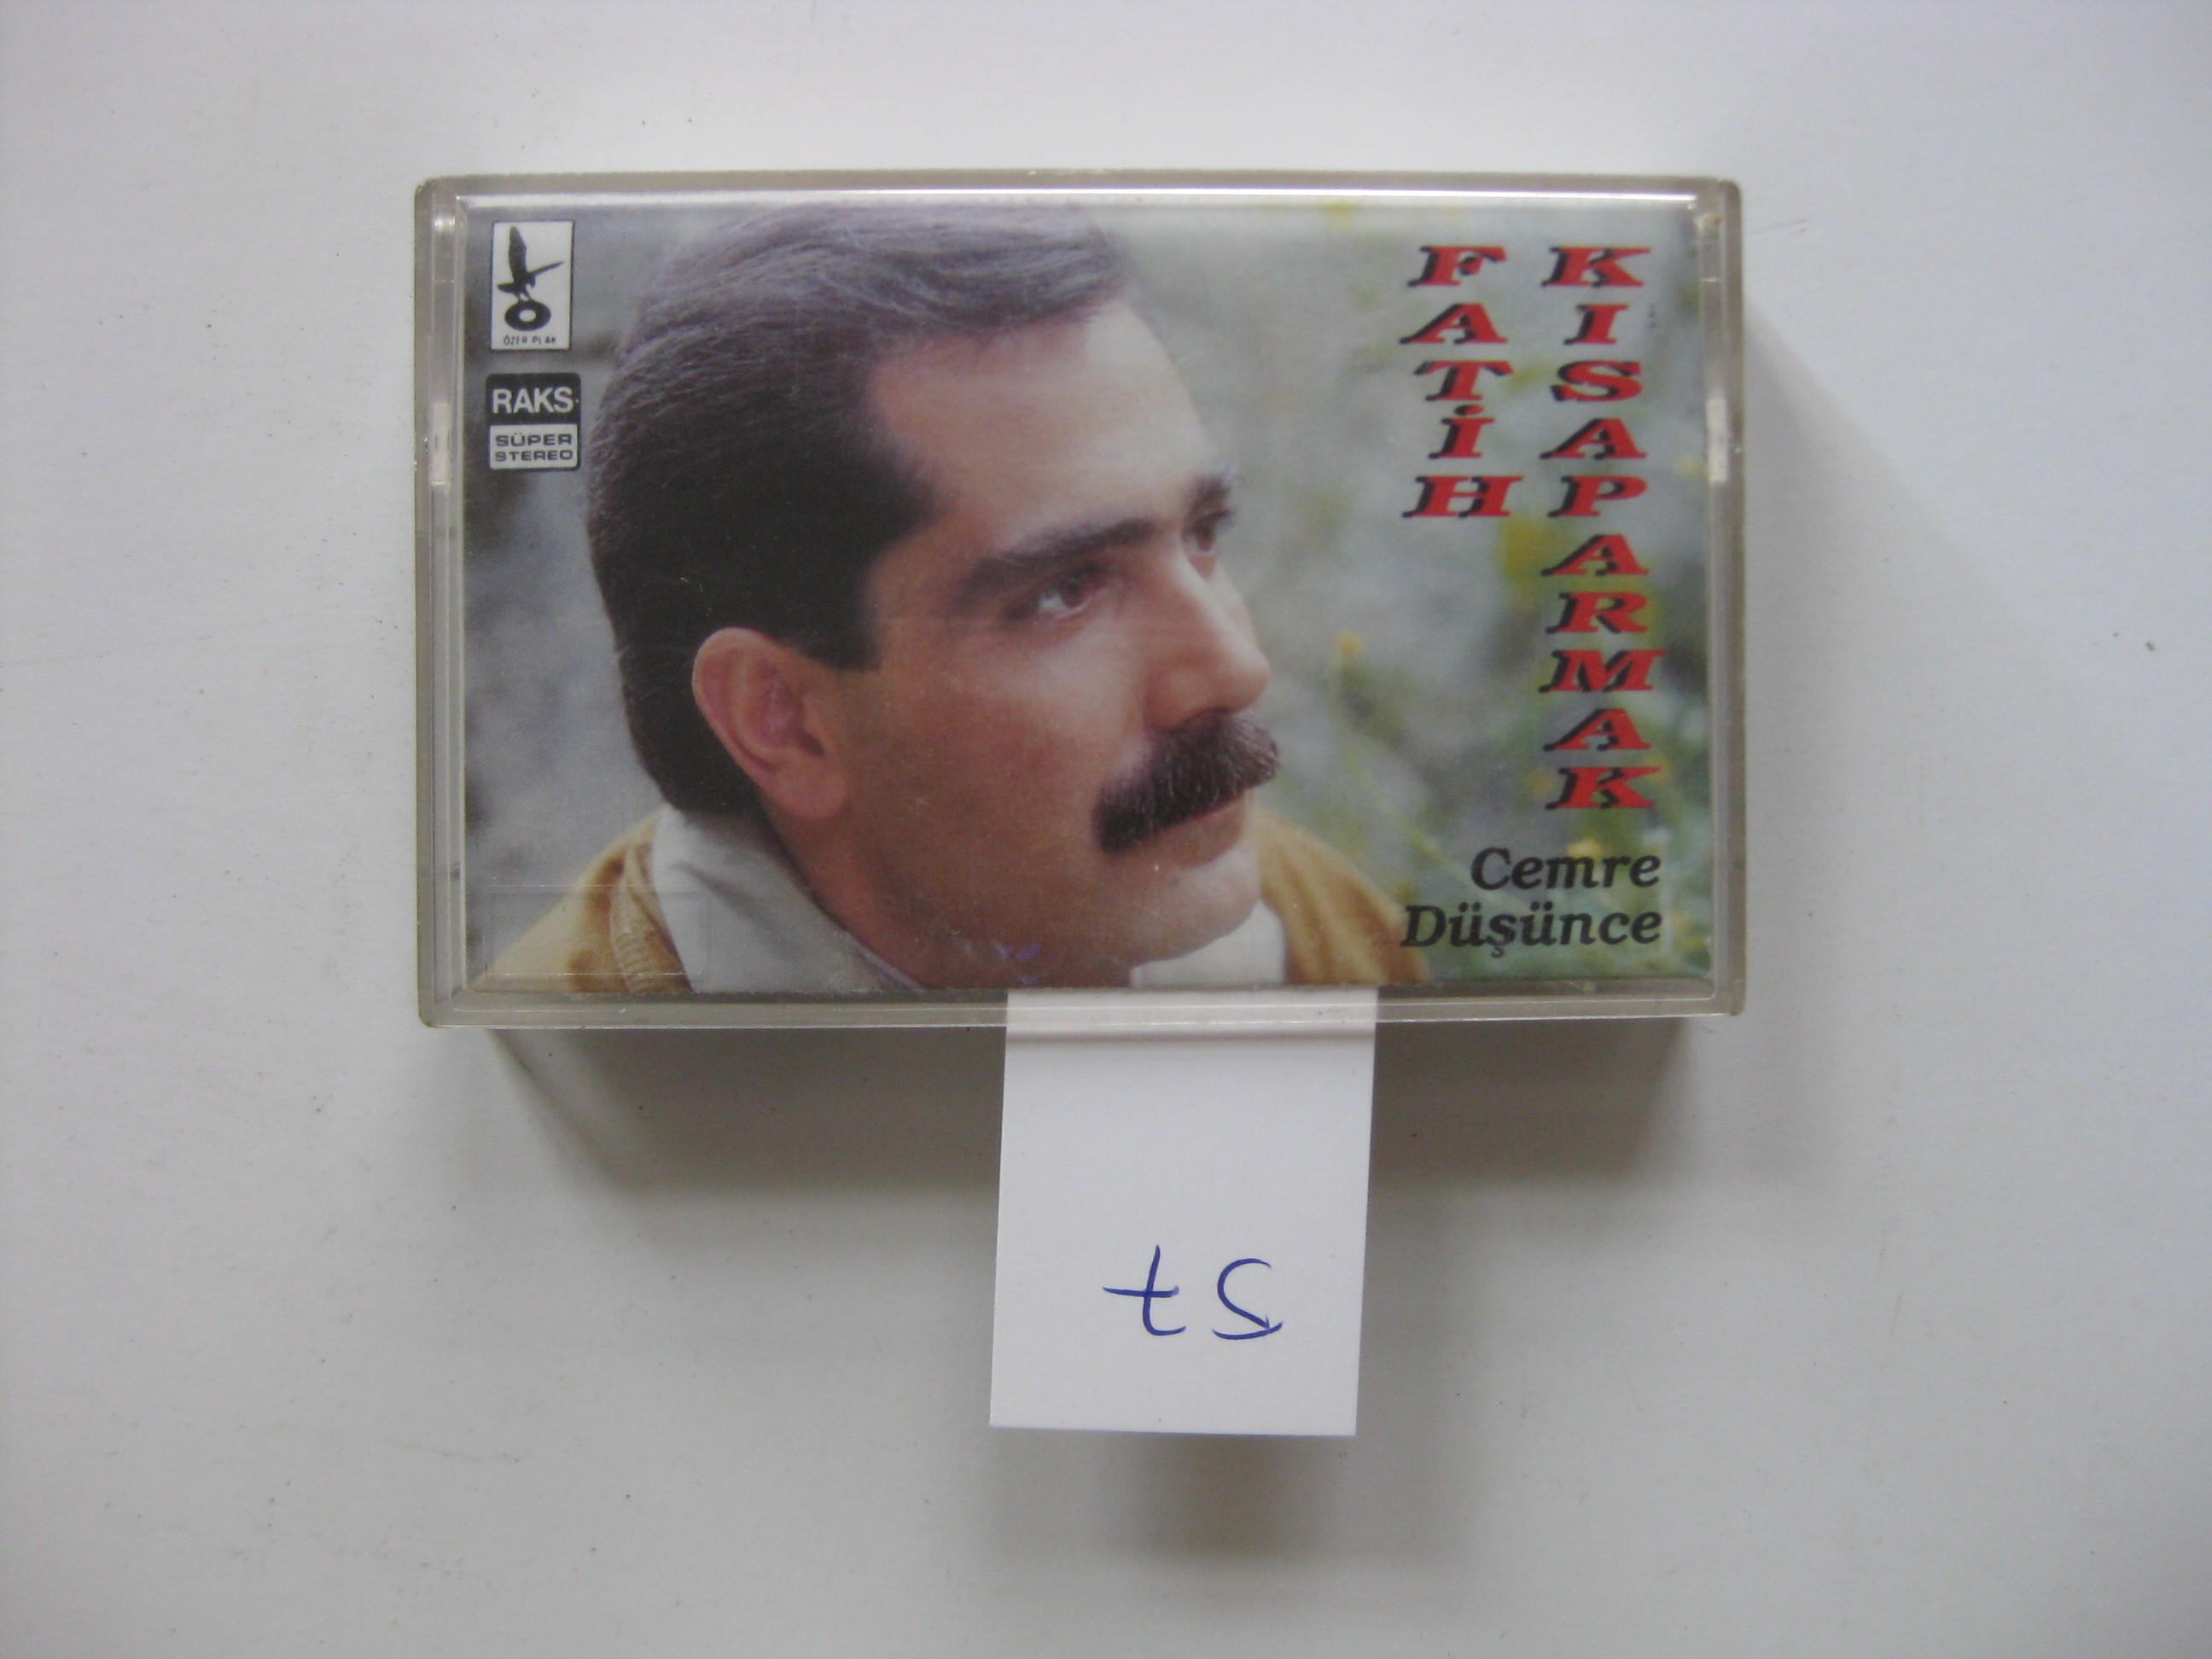 ÖZER PLAK
RAKS
SÜPER
STEREO
FATİH
KISAPARMAK
Cemre
Düşünce
ts